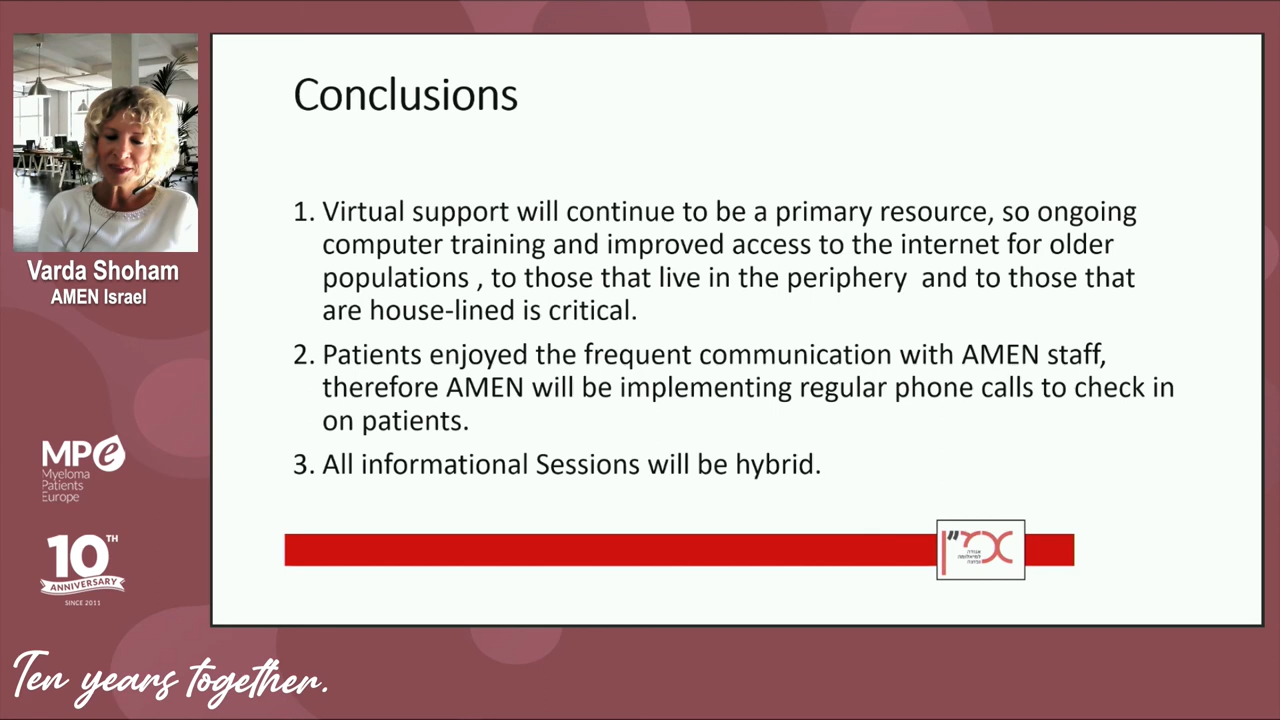 Conclusions
1. Virtual support will continue to be a primary resource, so ongoing
computer training and improved access to the internet for older
populations , to those that live in the periphery and to those that
are house-lined is critical.
2. Patients enjoyed the frequent communication with AMEN staff,
therefore AMEN will be implementing regular phone calls to check in
on patients.
3. All informational Sessions will be hybrid.
אמ"ן
Varda Shoham
AMEN Israel
MPe
Myeloma
Patients
Europe
10TH
ANNIVERSARY
SINCE 2011
Ten years together.